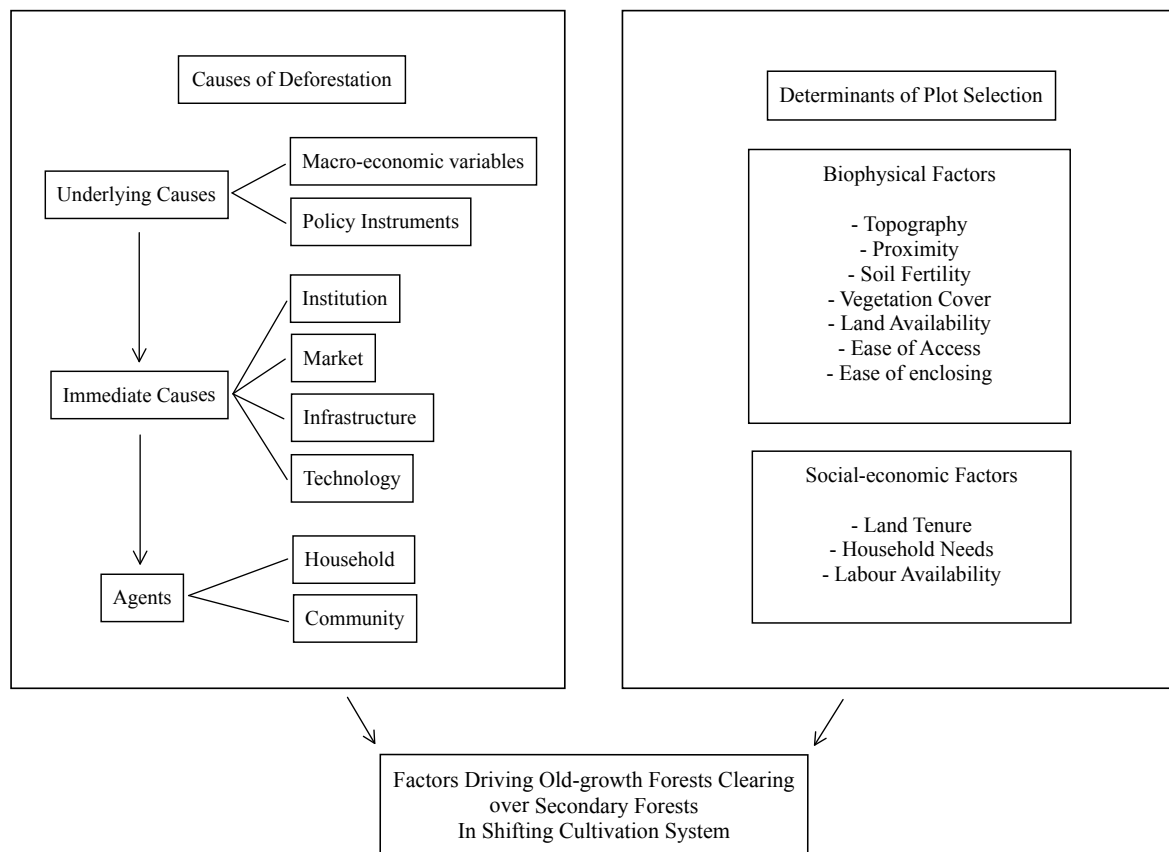 Causes of Deforestation
Underlying Causes
Macro-economic variables
Policy Instruments
Immediate Causes
Institution
Market
Infrastructure
Technology
Agents
Household
Community
Determinants of Plot Selection
Biophysical Factors
- Topography
- Proximity
- Soil Fertility
- Vegetation Cover
- Land Availability
- Ease of Access
- Ease of enclosing
Social-economic Factors
- Land Tenure
- Household Needs
- Labour Availability
Factors Driving Old-growth Forests Clearing
over Secondary Forests
In Shifting Cultivation System